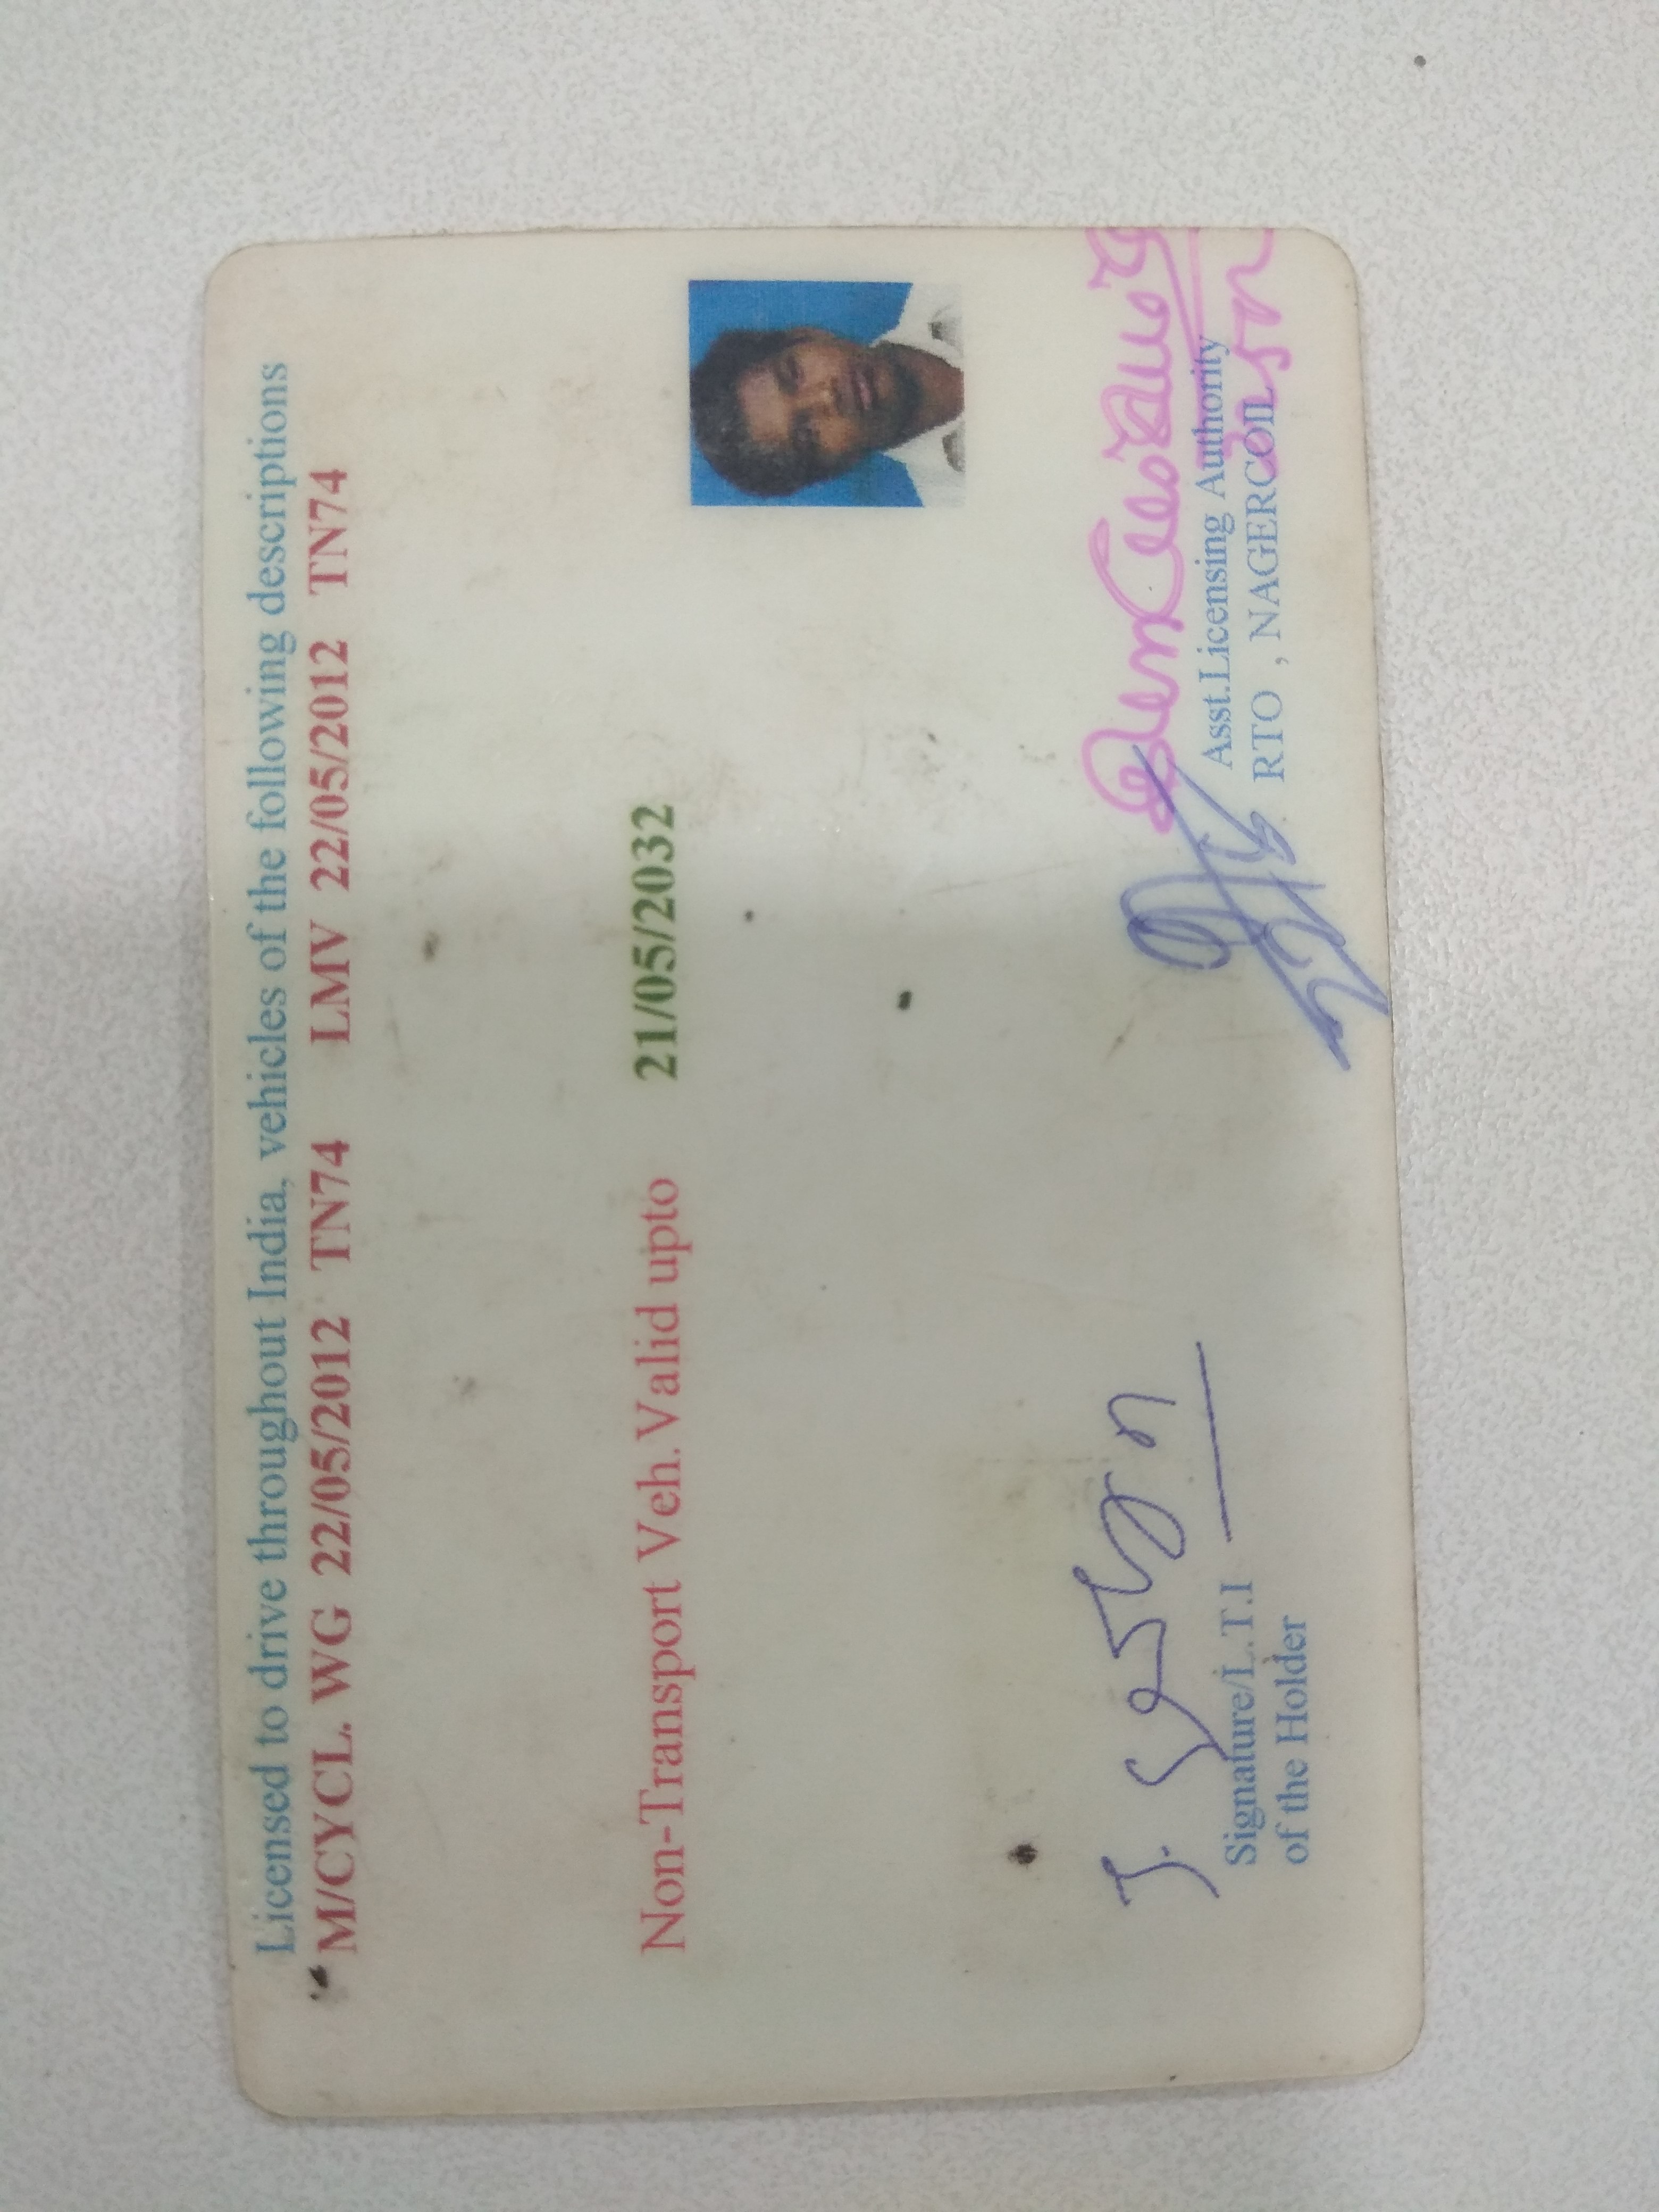 Licensed to drive throughout India, vehicles of the following descriptions
M/CYCL. WG 22/05/2012 TN74 LMV 22/05/2012 TN74
Non-Transport Veh. Valid upto 21/05/2032
Signature/L.T.I
of the Holder
Asst.Licensing Authority
RTO , NAGERCOIL